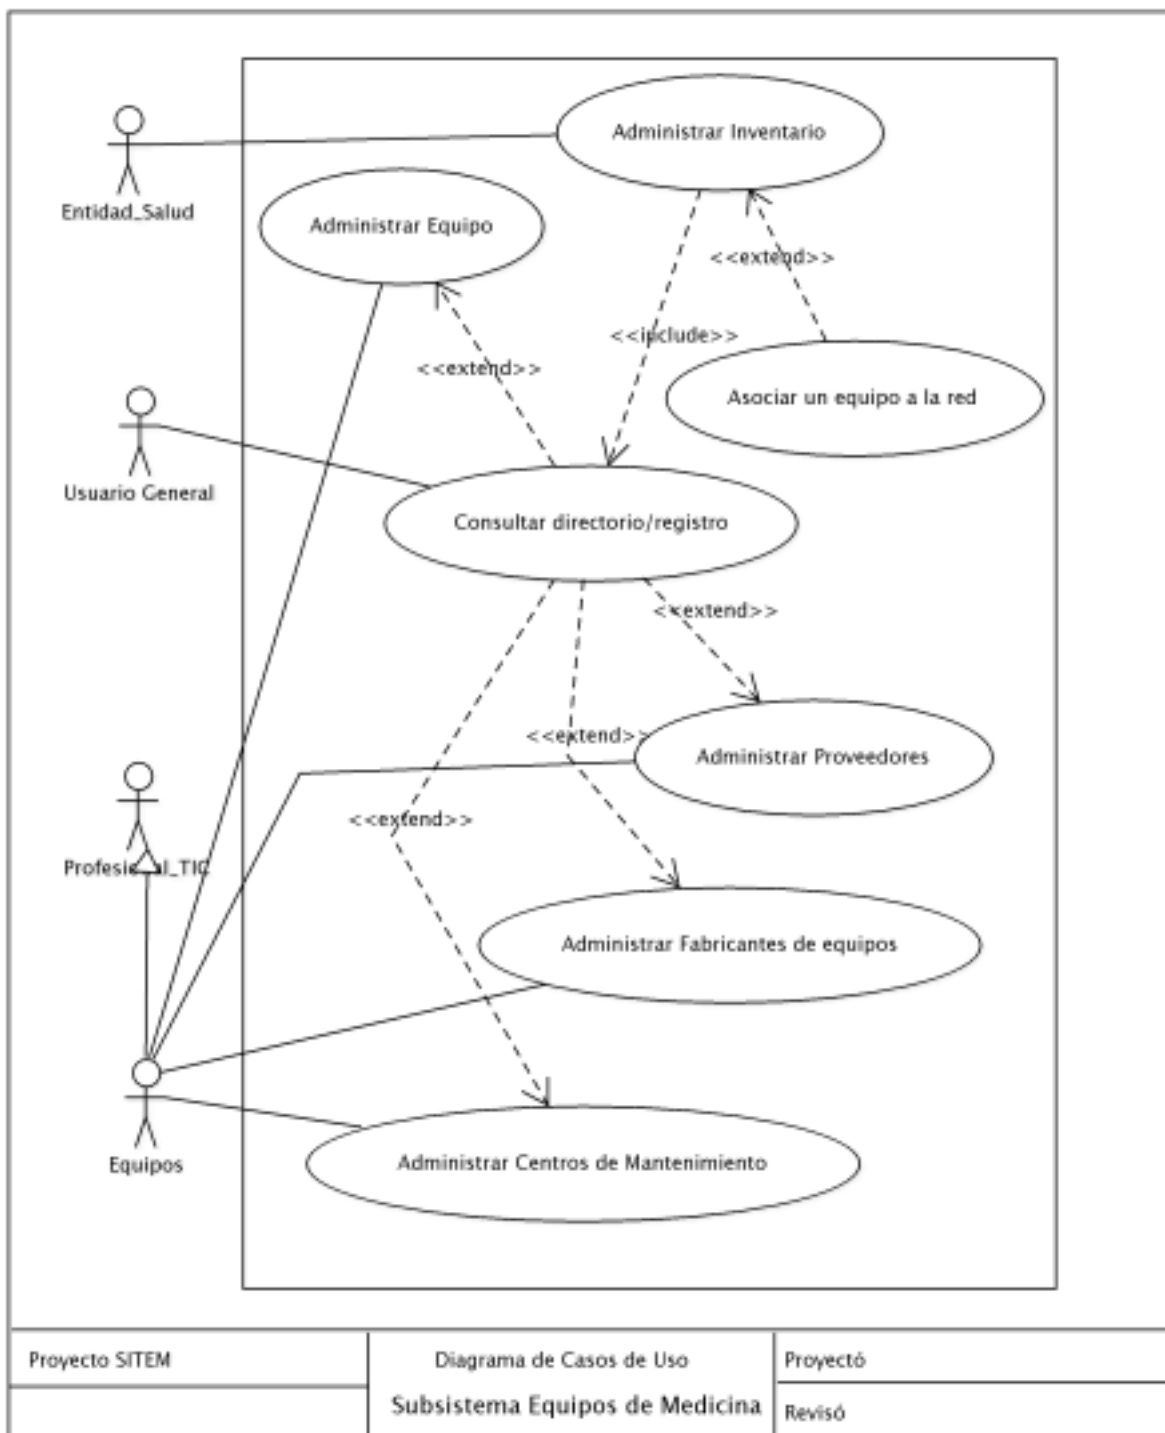 Administrar Inventario
Entidad_Salud
Administrar Equipo
<<extend>>
<<include>>
<<extend>>
Asociar un equipo a la red
Usuario General
Consultar directorio/registro
<<extend>>
<<extend>>
Administrar Proveedores
<<extend>>
Profesional_TIC
Administrar Fabricantes de equipos
Equipos
Administrar Centros de Mantenimiento
Proyecto SITEM
Diagrama de Casos de Uso
Proyectó
Subsistema Equipos de Medicina
Revisó